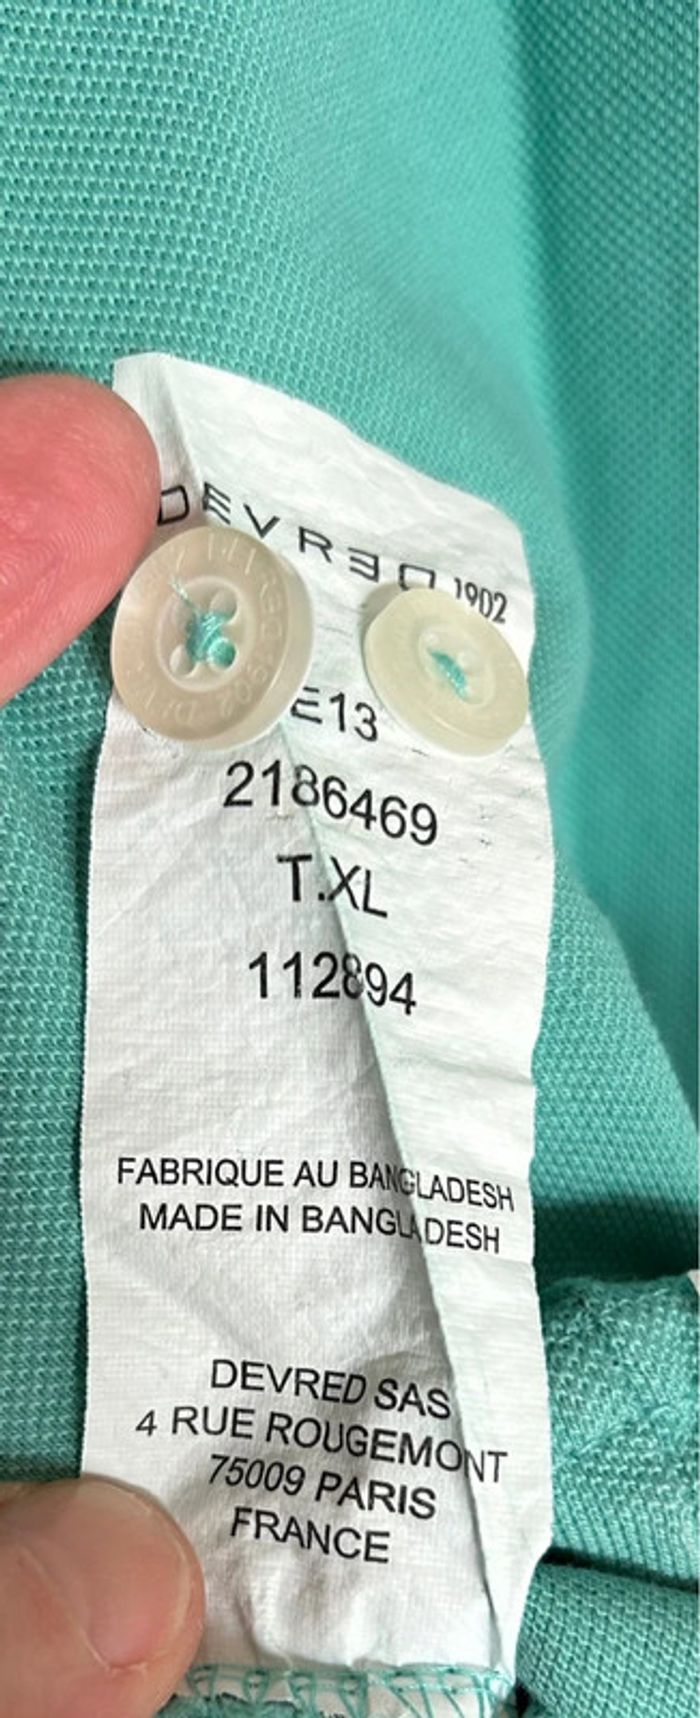 DEVRED 1902
E13
2186469
T.XL
112894
FABRIQUE AU BANGLADESH
MADE IN BANGLADESH
DEVRED SAS
4 RUE ROUGEMONT
75009 PARIS
FRANCE